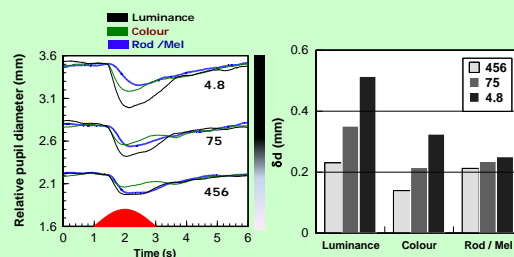 Luminance
Colour
Rod /Mel
Relative pupil diameter (mm)
3.6
3.1
2.6
2.1
1.6
4.8
75
456
0 1 2 3 4 5 6
Time (s)
δd (mm)
0.6
0.4
0.2
0
456
75
4.8
Luminance Colour Rod / Mel